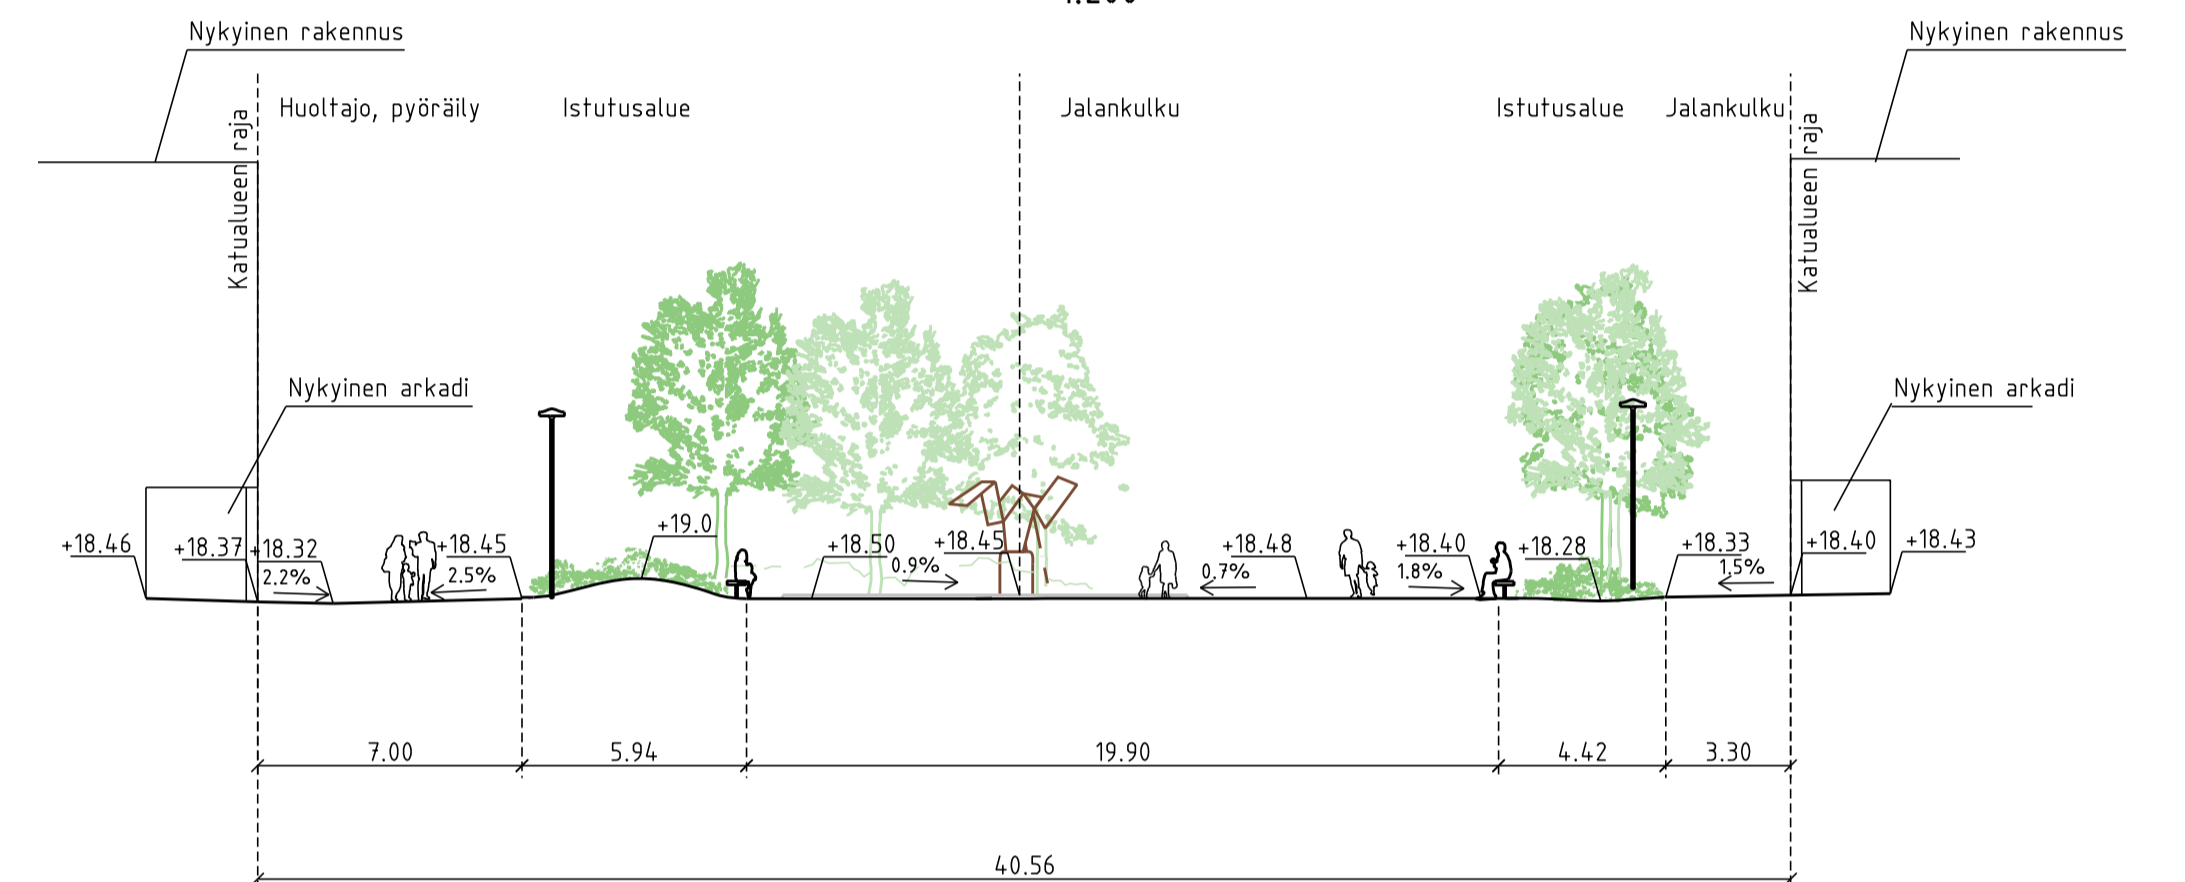 Nykyinen rakennus
Nykyinen rakennus
Huoltajo, pyöräily
Istutusalue
Jalankulku
Istutusalue
Jalankulku
Katualueen raja
Katualueen raja
Nykyinen arkadi
Nykyinen arkadi
+18.46
+18.37
+18.32
+18.45
+19.0
+18.50
+18.45
+18.48
+18.40
+18.28
+18.33
+18.40
+18.43
2.2%
2.5%
0.9%
0.7%
1.8%
1.5%
7.00
5.94
19.90
4.42
3.30
40.56